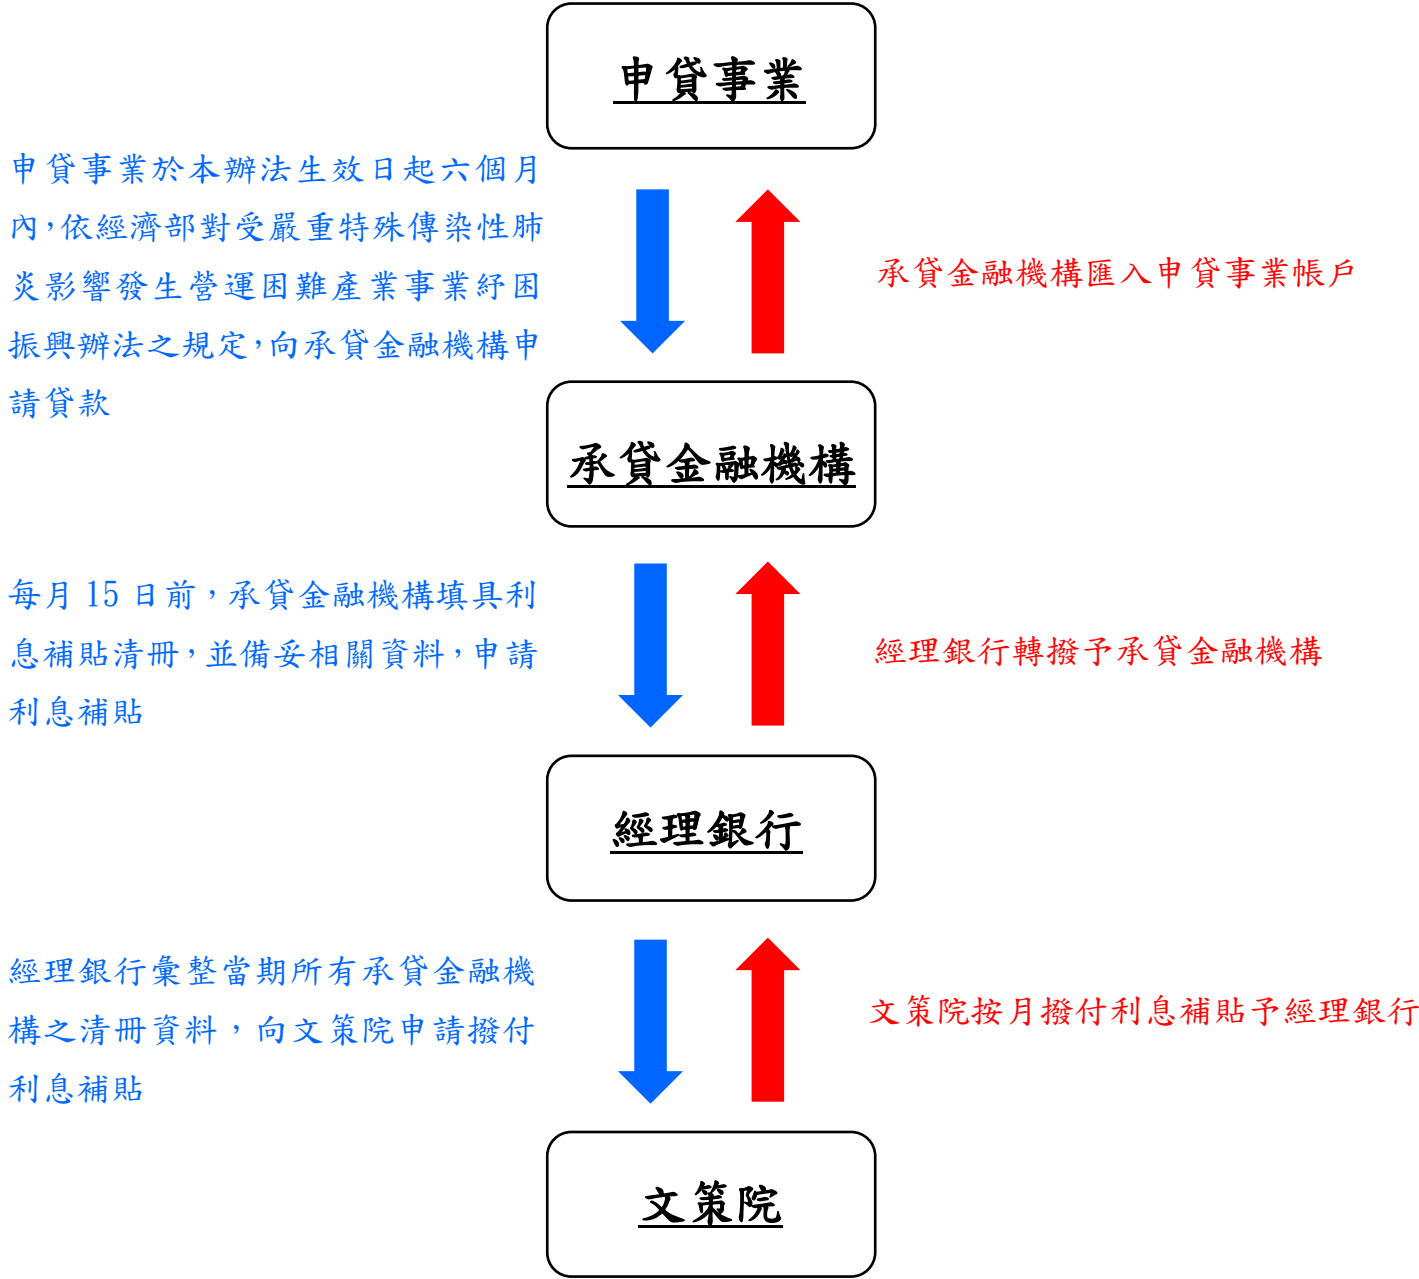 申貸事業
申貸事業於本辦法生效日起六個月
內，依經濟部對受嚴重特殊傳染性肺
炎影響發生營運困難產業事業紓困
振興辦法之規定，向承貸金融機構申
請貸款
承貸金融機構匯入申貸事業帳戶
承貸金融機構
每月 15 日前，承貸金融機構填具利
息補貼清冊，並備妥相關資料，申請
利息補貼
經理銀行轉撥予承貸金融機構
經理銀行
經理銀行彙整當期所有承貸金融機
構之清冊資料，向文策院申請撥付
利息補貼
文策院按月撥付利息補貼予經理銀行
文策院